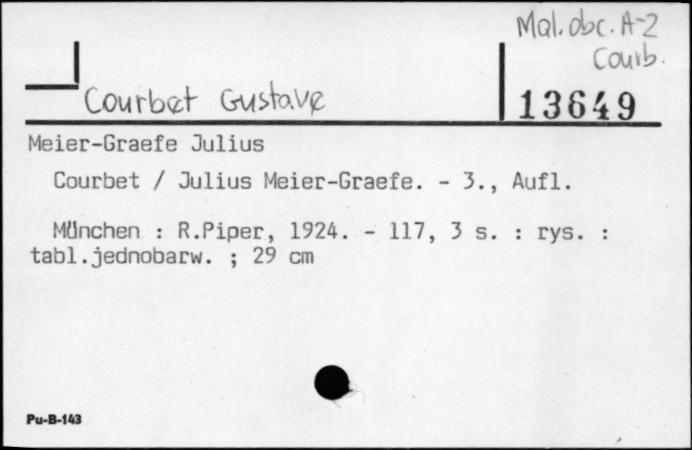 Mal. obc. A-Z
Courb.
Courbet Gustave
13649
Meier-Graefe Julius
Courbet / Julius Meier-Graefe. - 3., Aufl.
München : R.Piper, 1924. - 117, 3 s. : rys. :
tabl.jednobarw. ; 29 cm
Pu-B-143